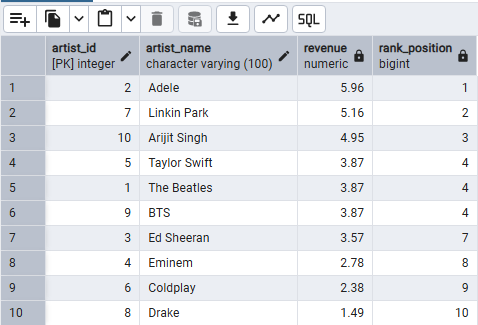 SQL
artist_id artist_name revenue rank_position
[PK] integer character varying (100) numeric bigint
1 2 Adele 5.96 1
2 7 Linkin Park 5.16 2
3 10 Arijit Singh 4.95 3
4 5 Taylor Swift 3.87 4
5 1 The Beatles 3.87 4
6 9 BTS 3.87 4
7 3 Ed Sheeran 3.57 7
8 4 Eminem 2.78 8
9 6 Coldplay 2.38 9
10 8 Drake 1.49 10